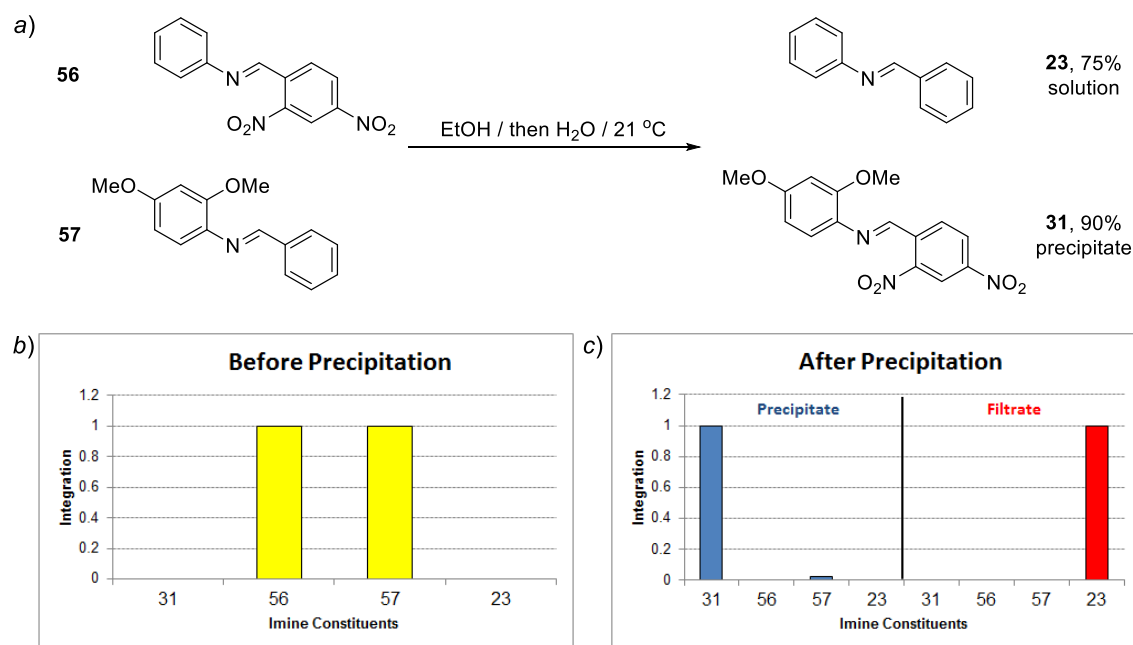 a)
56
N
O₂N
NO₂
EtOH / then H₂O / 21 °C
N
23, 75%
solution
MeO
OMe
57
N
MeO
OMe
N
O₂N
NO₂
31, 90%
precipitate
b)
Before Precipitation
Integration
1.2
1
0.8
0.6
0.4
0.2
0
31 56 57 23
Imine Constituents
c)
After Precipitation
Precipitate
Filtrate
Integration
1.2
1
0.8
0.6
0.4
0.2
0
31 56 57 23 31 56 57 23
Imine Constituents